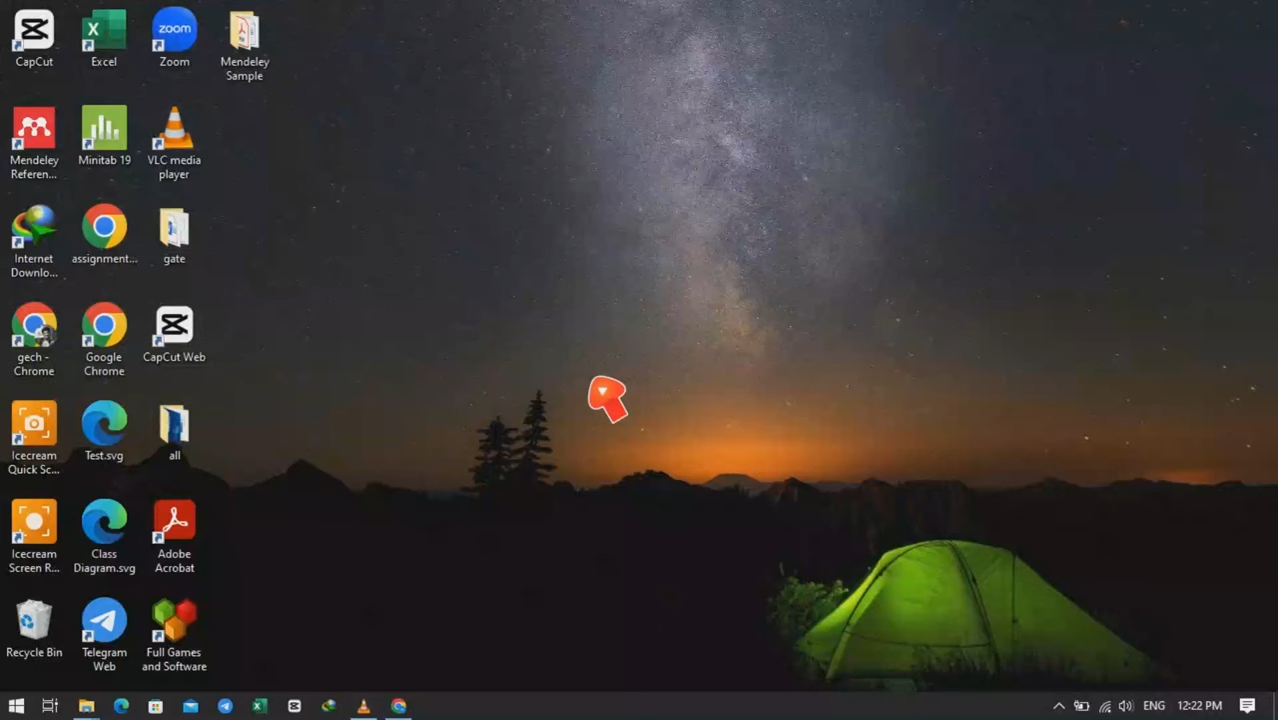 CapCut
Excel
zoom
Zoom
Mendeley
Sample
Mendeley
Referen...
Minitab 19
VLC media
player
Internet
Downlo...
assignment...
gate
gech -
Chrome
Google
Chrome
CapCut Web
Icecream
Quick Sc...
Test.svg
all
Icecream
Screen R...
Class
Diagram.svg
Adobe
Acrobat
Recycle Bin
Telegram
Web
Full Games
and Software
ENG
12:22 PM